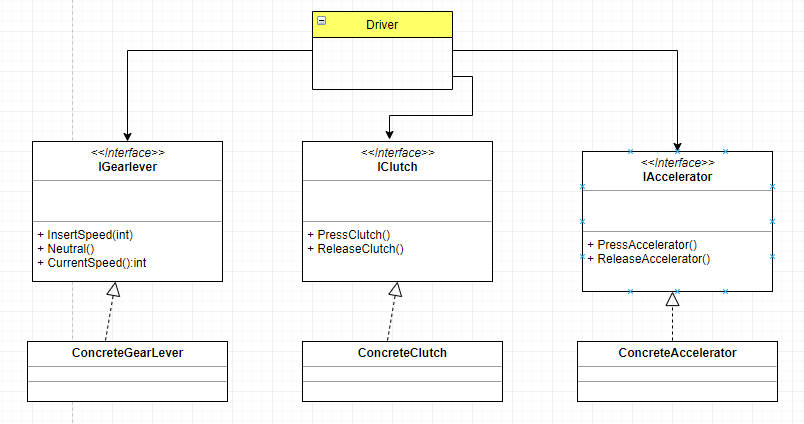 Driver
<<Interface>>
IGearlever
+ InsertSpeed(int)
+ Neutral()
+ CurrentSpeed():int
<<Interface>>
IClutch
+ PressClutch()
+ ReleaseClutch()
<<Interface>>
IAccelerator
+ PressAccelerator()
+ ReleaseAccelerator()
ConcreteGearLever
ConcreteClutch
ConcreteAccelerator